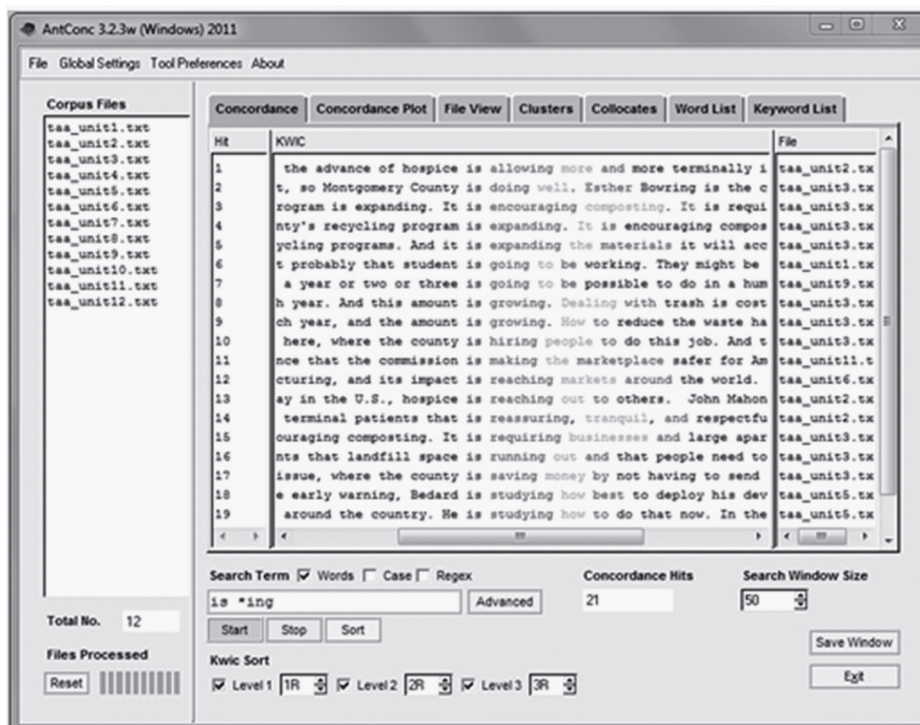 AntConc 3.2.3w (Windows) 2011
File Global Settings Tool Preferences About
Corpus Files
taa_unit1.txt
taa_unit2.txt
taa_unit3.txt
taa_unit4.txt
taa_unit5.txt
taa_unit6.txt
taa_unit7.txt
taa_unit8.txt
taa_unit9.txt
taa_unit10.txt
taa_unit11.txt
taa_unit12.txt
Total No. 12
Files Processed
Reset
Concordance Concordance Plot File View Clusters Collocates Word List Keyword List
Hit KWIC File
1 the advance of hospice is allowing more and more terminally i taa_unit2.tx
2 t, so Montgomery County is doing well. Esther Bowring is the c taa_unit3.tx
3 rogram is expanding. It is encouraging composting. It is requi taa_unit3.tx
4 nty's recycling program is expanding. It is encouraging compos taa_unit3.tx
5 ycling programs. And it is expanding the materials it will acc taa_unit3.tx
6 t probably that student is going to be working. They might be taa_unit1.tx
7 a year or two or three is going to be possible to do in a hum taa_unit9.tx
8 h year. And this amount is growing. Dealing with trash is cost taa_unit3.tx
9 ch year, and the amount is growing. How to reduce the waste ha taa_unit3.tx
10 here, where the county is hiring people to do this job. And t taa_unit3.tx
11 nce that the commission is making the marketplace safer for Am taa_unit11.t
12 cturing, and its impact is reaching markets around the world. taa_unit6.tx
13 ay in the U.S., hospice is reaching out to others. John Mahon taa_unit2.tx
14 terminal patients that is reassuring, tranquil, and respectfu taa_unit2.tx
15 ouraging composting. It is requiring businesses and large apar taa_unit3.tx
16 nts that landfill space is running out and that people need to taa_unit3.tx
17 issue, where the county is saving money by not having to send taa_unit3.tx
18 e early warning, Bedard is studying how best to deploy his dev taa_unit5.tx
19 around the country. He is studying how to do that now. In the taa_unit5.tx
Search Term Words Case Regex Concordance Hits Search Window Size
is *ing Advanced 21 50
Start Stop Sort
Save Window
Kwic Sort
Exit
Level 1 1R Level 2 2R Level 3 3R